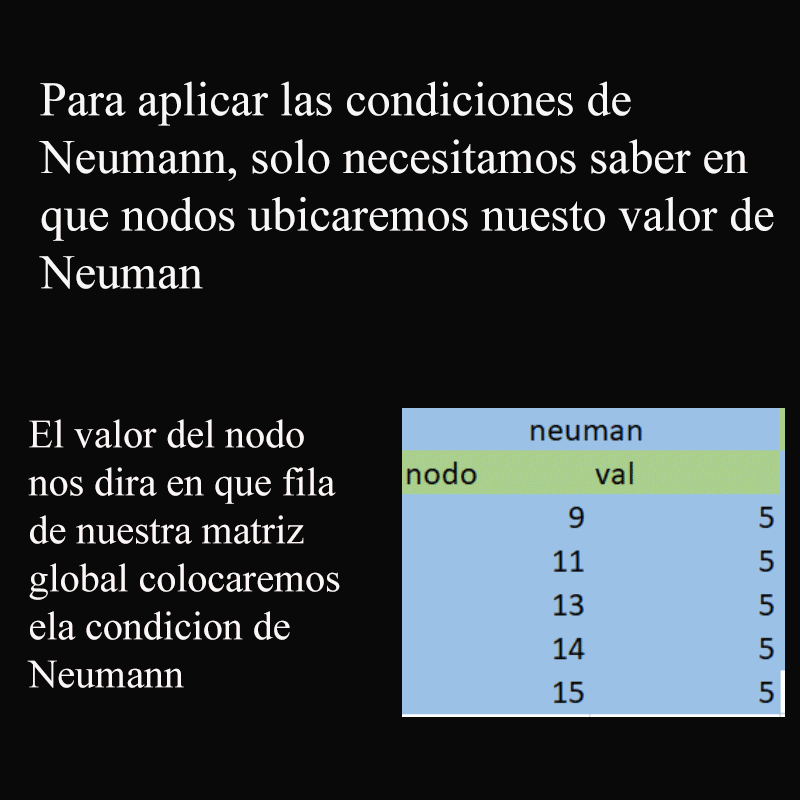 Para aplicar las condiciones de
Neumann, solo necesitamos saber en
que nodos ubicaremos nuesto valor de
Neuman
El valor del nodo
nos dira en que fila
de nuestra matriz
global colocaremos
ela condicion de
Neumann
neuman
nodo val
9 5
11 5
13 5
14 5
15 5